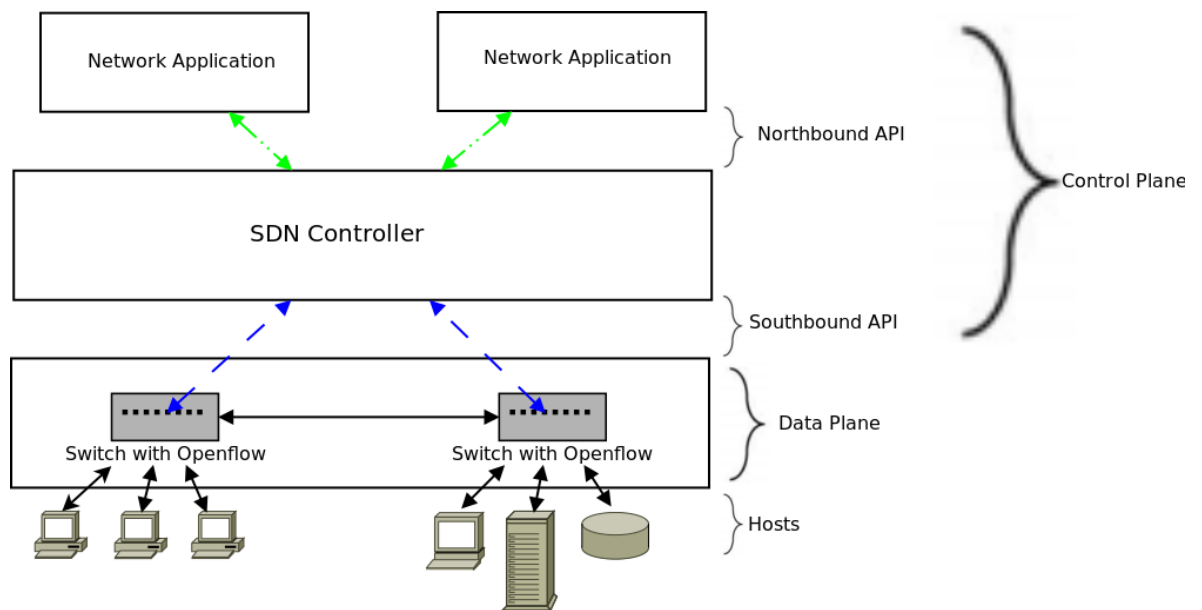 Network Application
Network Application
Northbound API
Control Plane
SDN Controller
Southbound API
Data Plane
Switch with Openflow
Switch with Openflow
Hosts